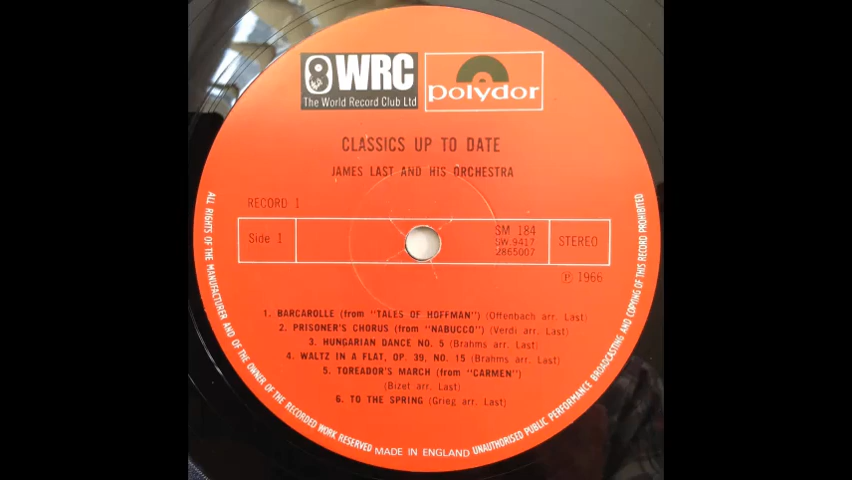 8 WRC
The World Record Club Ltd
polydor
CLASSICS UP TO DATE
JAMES LAST AND HIS ORCHESTRA
RECORD 1
Side 1
SM 184
SW.9417
2865007
STEREO
℗ 1966
1. BARCAROLLE (from "TALES OF HOFFMAN") (Offenbach arr. Last)
2. PRISONER'S CHORUS (from "NABUCCO") (Verdi arr. Last)
3. HUNGARIAN DANCE NO. 5 (Brahms arr. Last)
4. WALTZ IN A FLAT, OP. 39, NO. 15 (Brahms arr. Last)
5. TOREADOR'S MARCH (from "CARMEN")
(Bizet arr. Last)
6. TO THE SPRING (Grieg arr. Last)
ALL RIGHTS OF THE MANUFACTURER AND OF THE OWNER OF THE RECORDED WORK RESERVED
MADE IN ENGLAND
UNAUTHORISED PUBLIC PERFORMANCE BROADCASTING AND COPYING OF THIS RECORD PROHIBITED